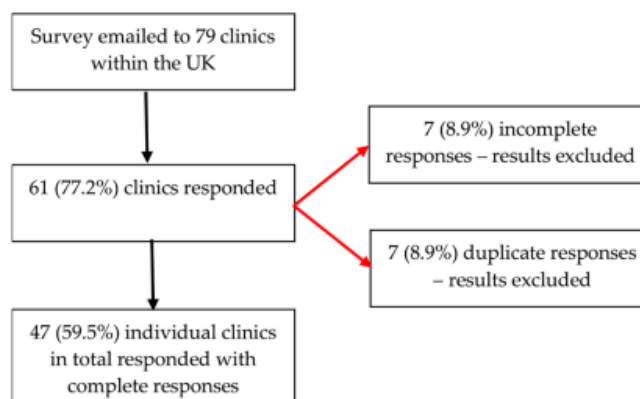 Survey emailed to 79 clinics
within the UK
7 (8.9%) incomplete
responses – results excluded
61 (77.2%) clinics responded
7 (8.9%) duplicate responses
– results excluded
47 (59.5%) individual clinics
in total responded with
complete responses